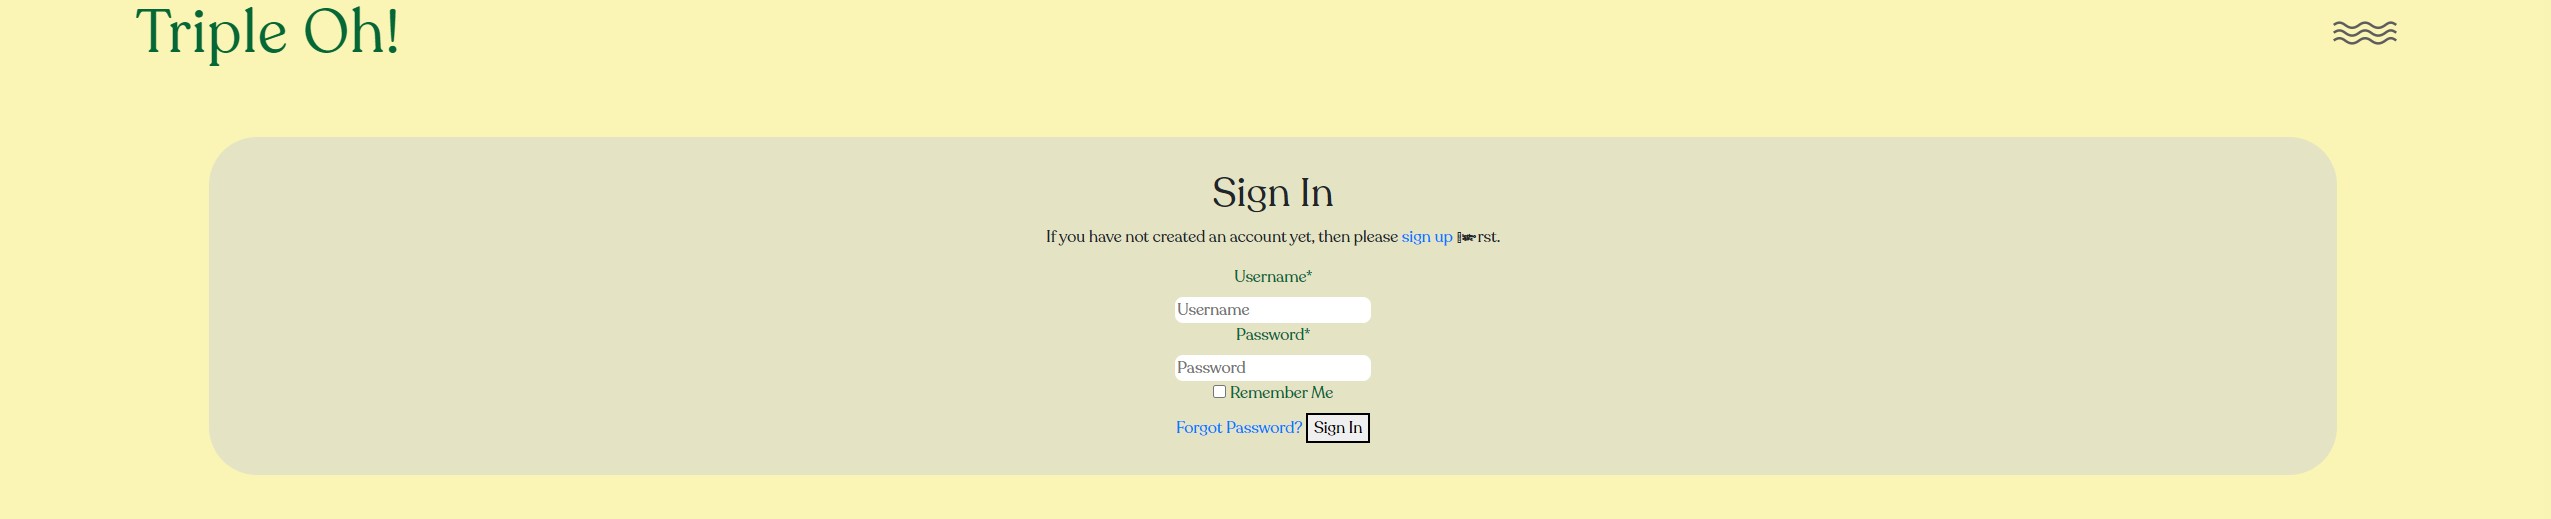 Triple Oh!
Sign In
If you have not created an account yet, then please sign up rst.
Username*
Username
Password*
Password
Remember Me
Forgot Password? Sign In